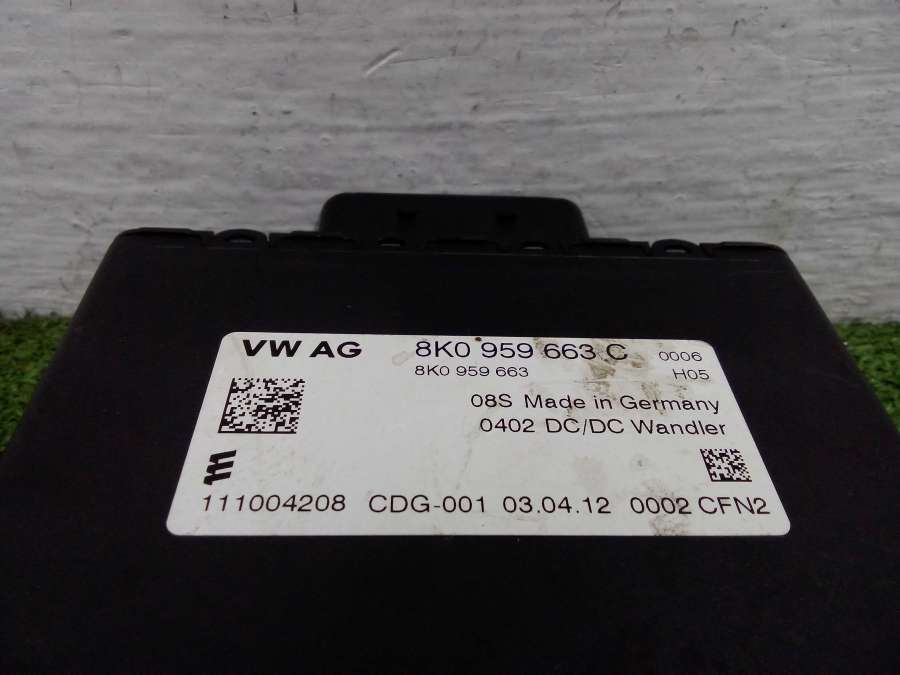 VW AG 8K0 959 663 C 0006
8K0 959 663 H05
08S Made in Germany
0402 DC/DC Wandler
111004208 CDG-001 03.04.12 0002 CFN2